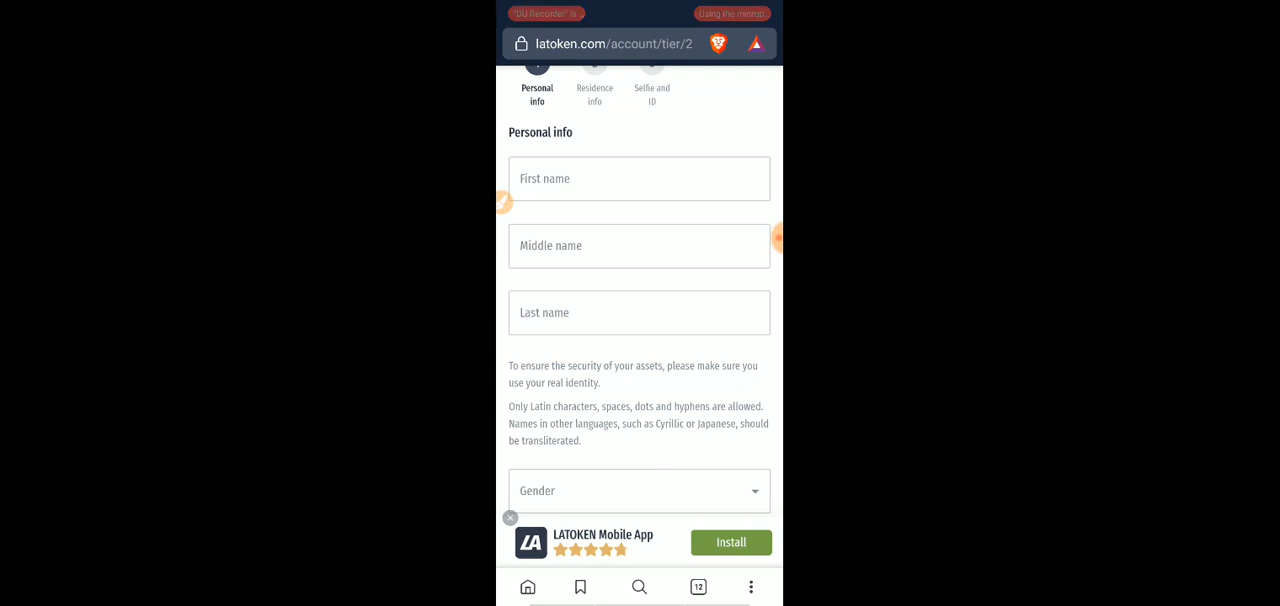 "DU Recorder" is ...
Using the microp...
latoken.com/account/tier/2
Personal info
Residence info
Selfie and ID
Personal info
First name
Middle name
Last name
To ensure the security of your assets, please make sure you
use your real identity.
Only Latin characters, spaces, dots and hyphens are allowed.
Names in other languages, such as Cyrillic or Japanese, should
be transliterated.
Gender
LA
LATOKEN Mobile App
Install
12